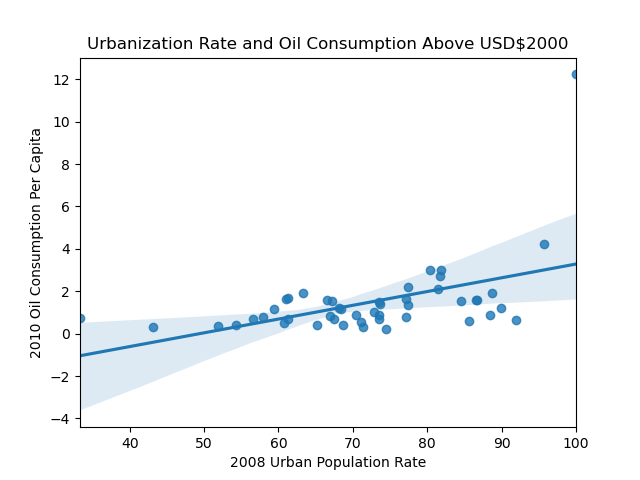 Urbanization Rate and Oil Consumption Above USD$2000
2010 Oil Consumption Per Capita
12
10
8
6
4
2
0
−2
−4
40 50 60 70 80 90 100
2008 Urban Population Rate